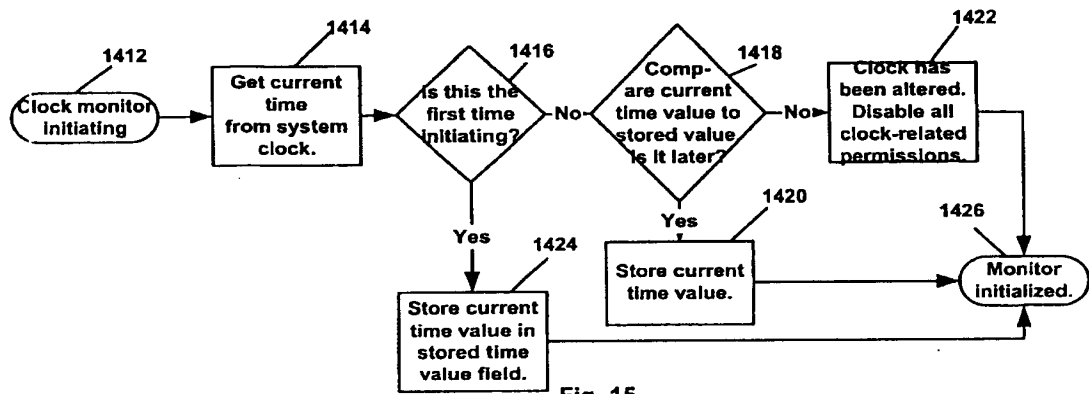 1412
Clock monitor
initiating
1414
Get current
time
from system
clock.
1416
Is this the
first time
initiating?
No
Yes
1418
Comp-
are current
time value to
stored value
is it later?
No
Yes
1422
Clock has
been altered.
Disable all
clock-related
permissions.
1420
Store current
time value.
1424
Store current
time value in
stored time
value field.
1426
Monitor
initialized.
Fig. 15